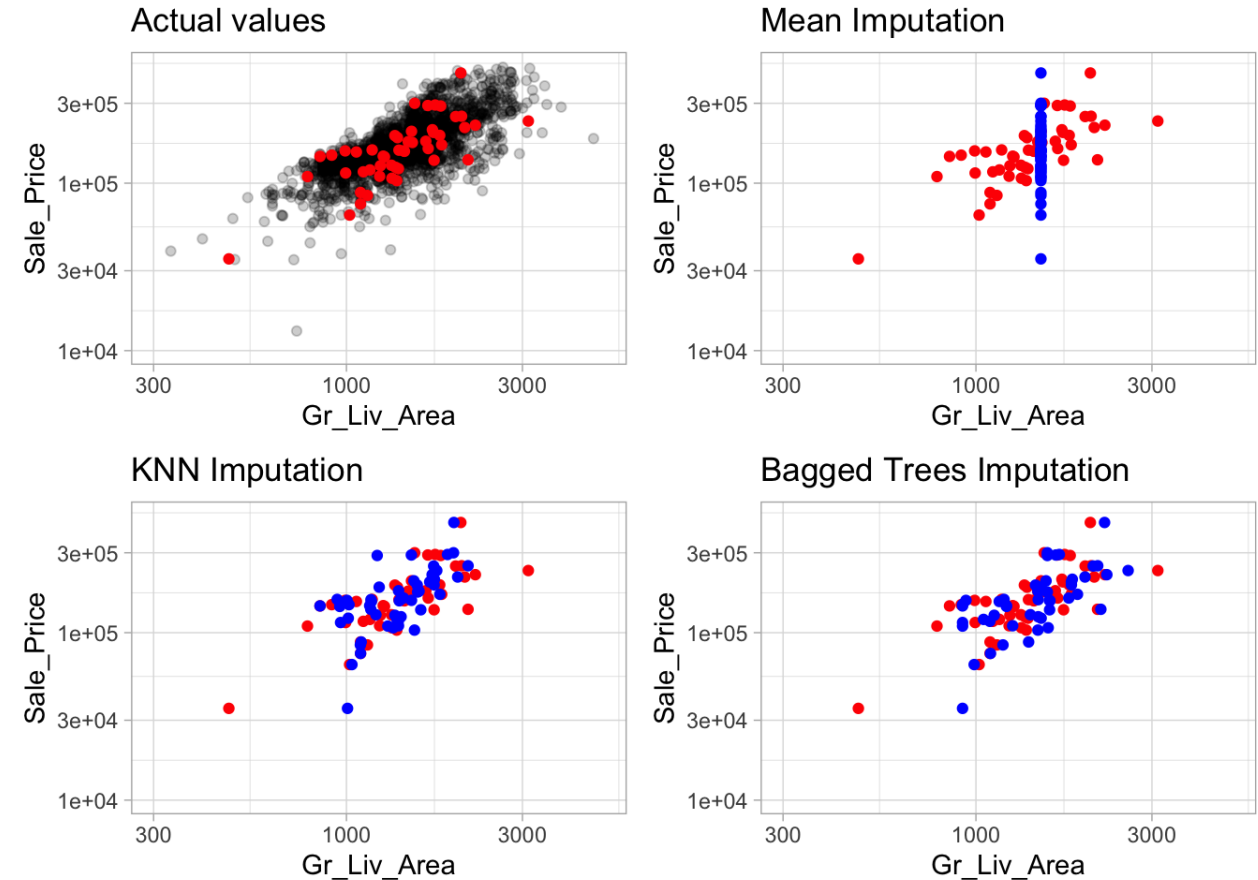 Actual values
Sale_Price
3e+05
1e+05
3e+04
1e+04
300 1000 3000
Gr_Liv_Area
Mean Imputation
Sale_Price
3e+05
1e+05
3e+04
1e+04
300 1000 3000
Gr_Liv_Area
KNN Imputation
Sale_Price
3e+05
1e+05
3e+04
1e+04
300 1000 3000
Gr_Liv_Area
Bagged Trees Imputation
Sale_Price
3e+05
1e+05
3e+04
1e+04
300 1000 3000
Gr_Liv_Area